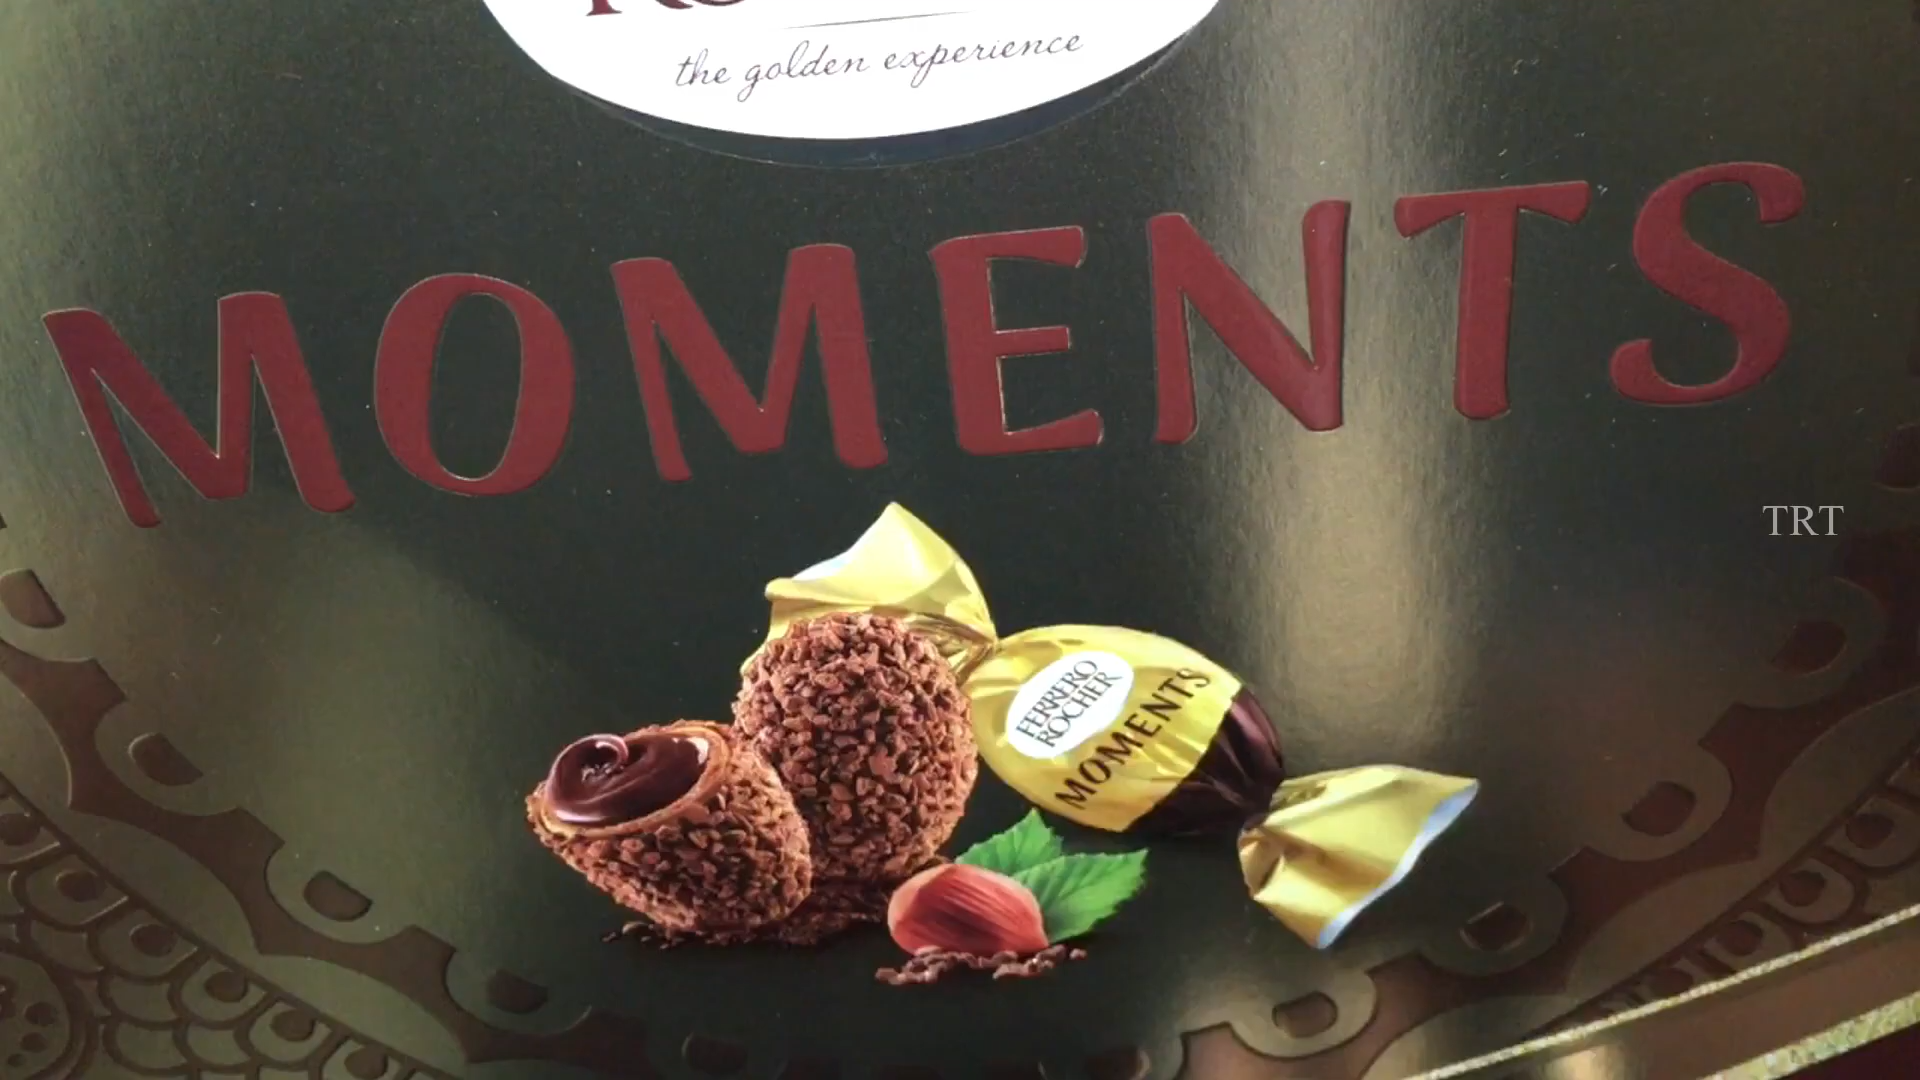 the golden experience
MOMENTS
TRT
FERRERO
ROCHER
MOMENTS